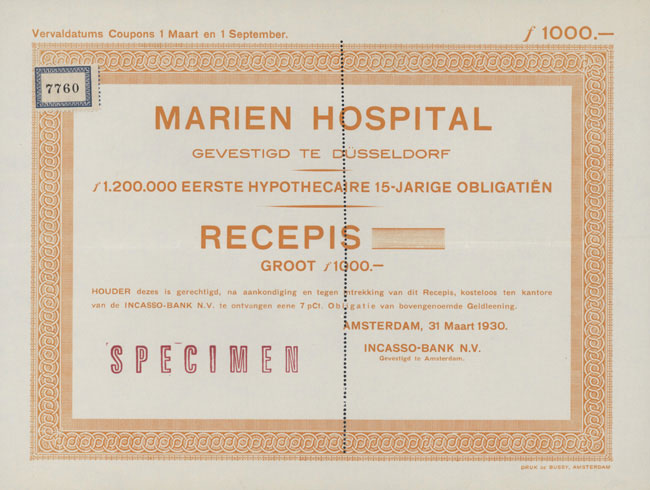 Vervaldatums Coupons 1 Maart en 1 September.
ƒ 1000.—
7760
MARIEN HOSPITAL
GEVESTIGD TE DÜSSELDORF
ƒ 1.200.000 EERSTE HYPOTHECAIRE 15-JARIGE OBLIGATIËN
RECEPIS
GROOT ƒ 1000.—
HOUDER dezes is gerechtigd, na aankondiging en tegen intrekking van dit Recepis, kosteloos ten kantore
van de INCASSO-BANK N.V. te ontvangen eene 7 pCt. Obligatie van bovengenoemde Geldleening.
AMSTERDAM, 31 Maart 1930.
INCASSO-BANK N.V.
Gevestigd te Amsterdam.
SPECIMEN
DRUK DE BUSSY, AMSTERDAM